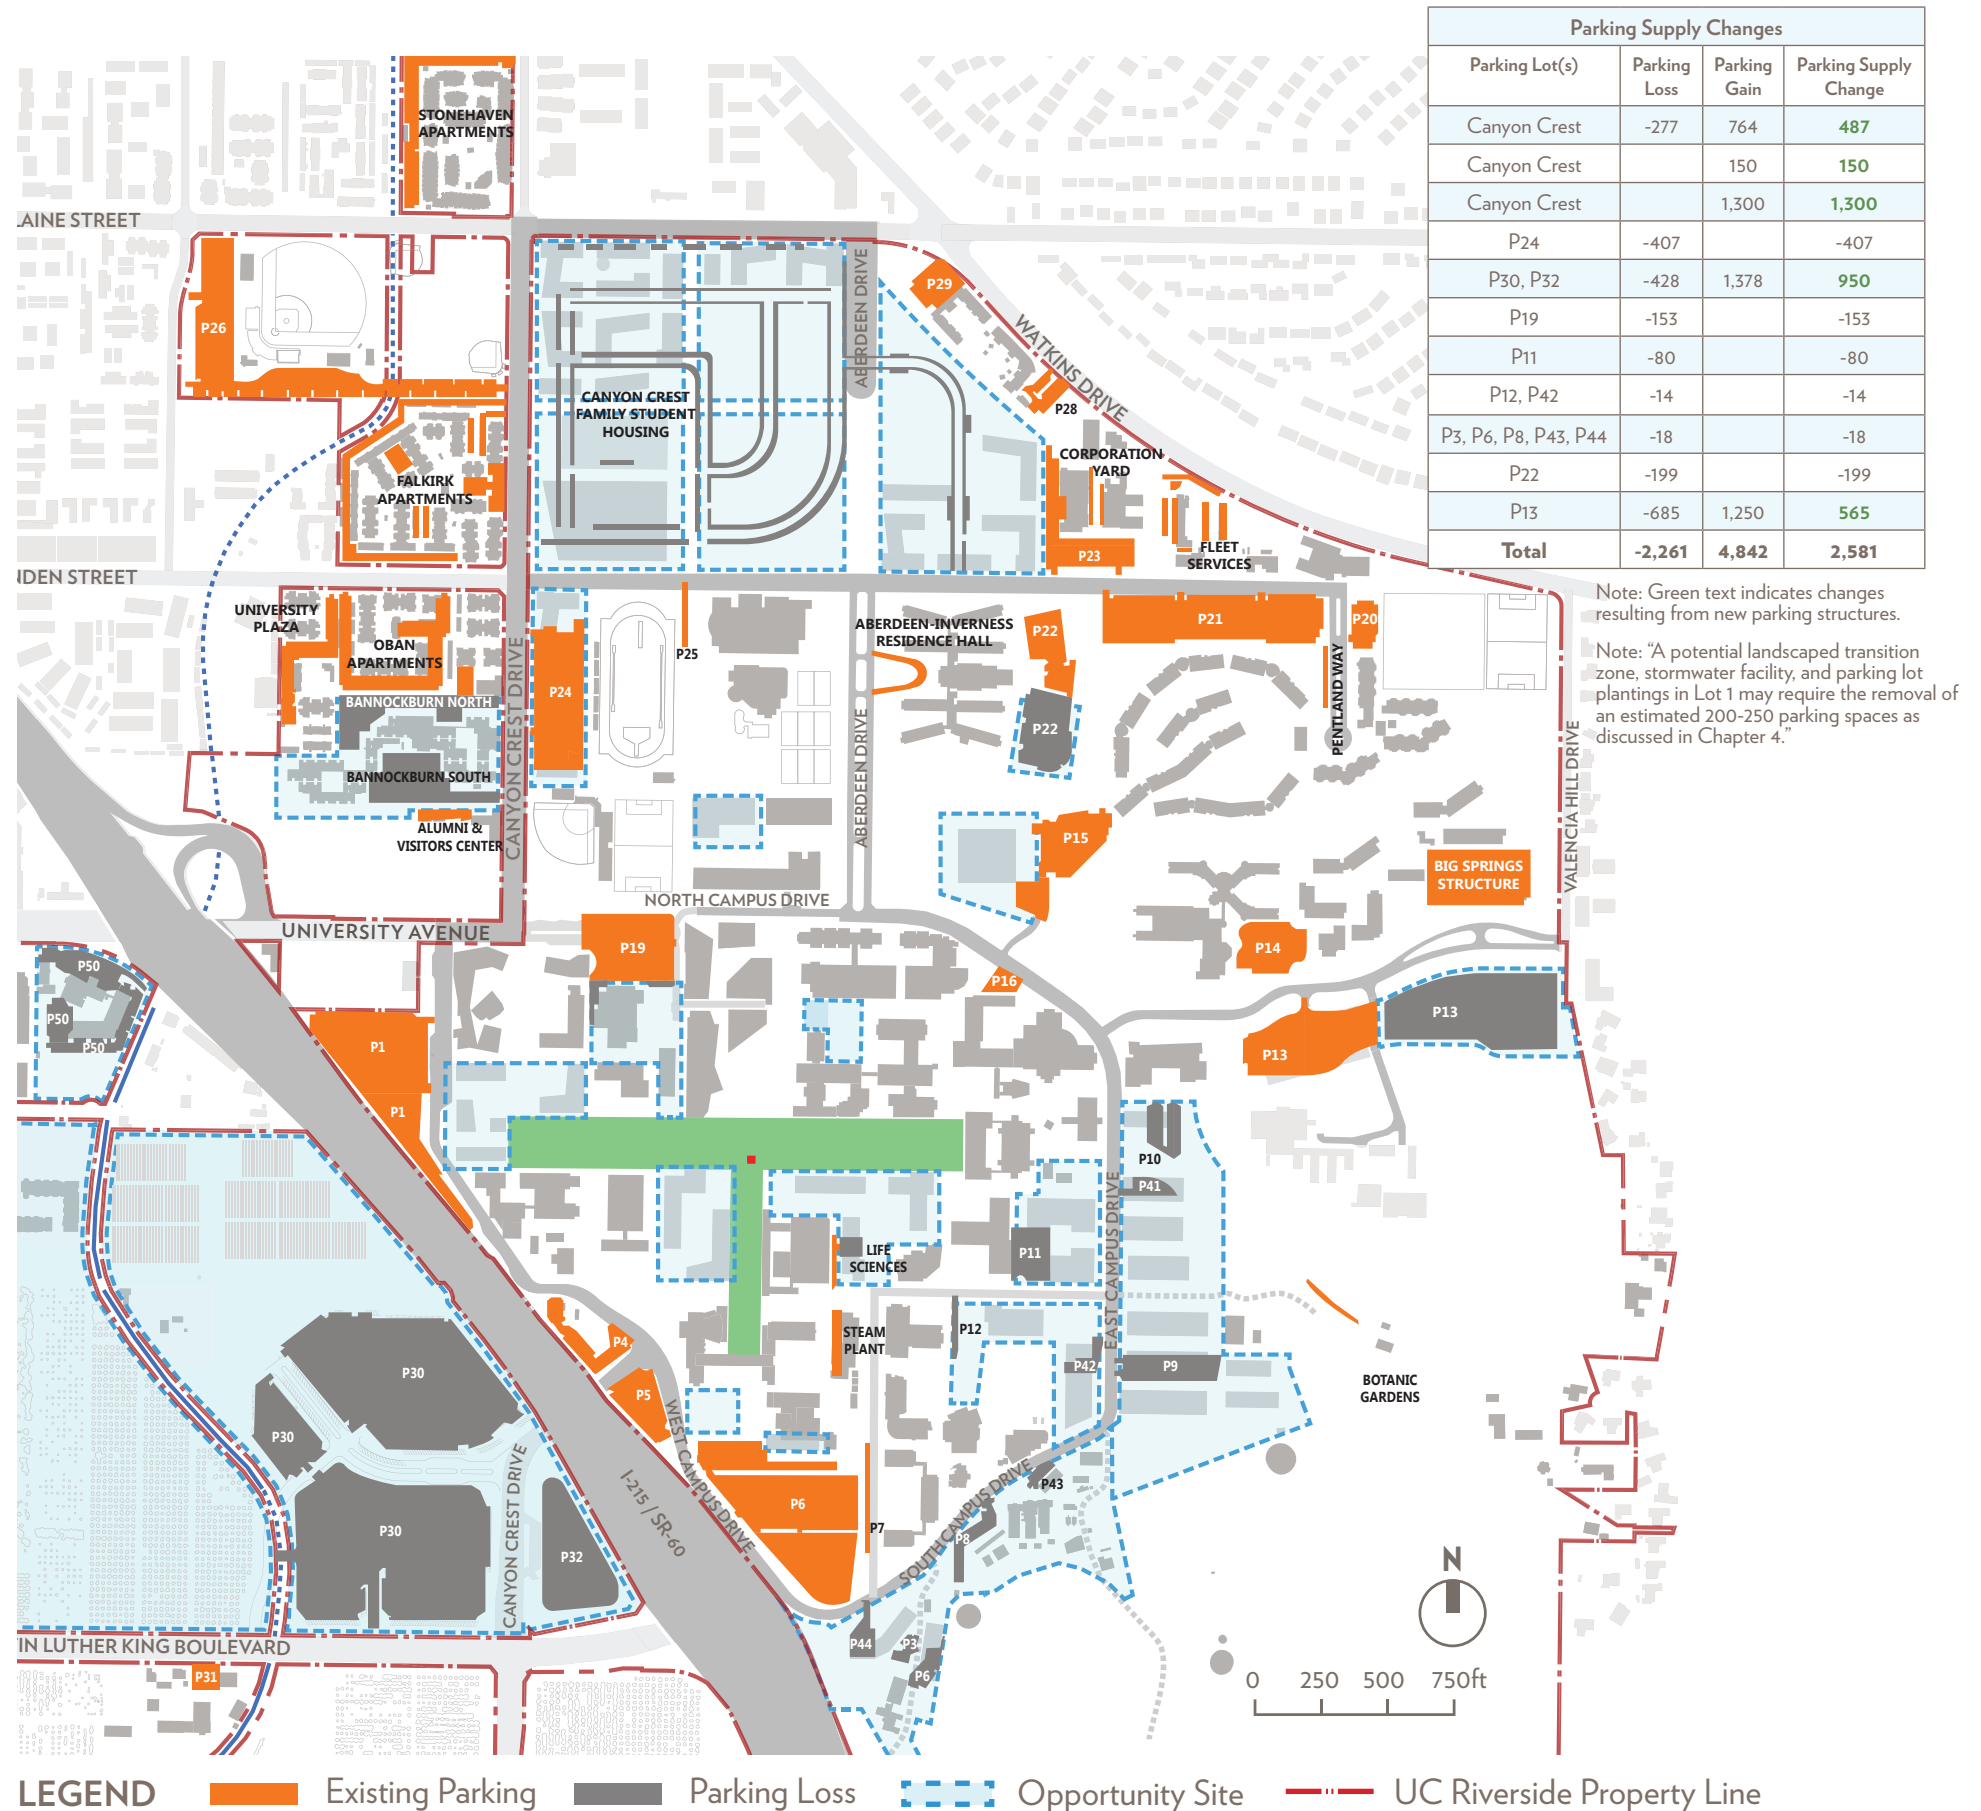 Parking Supply Changes
Parking Lot(s) Parking Loss Parking Gain Parking Supply Change
Canyon Crest -277 764 487
Canyon Crest 150 150
Canyon Crest 1,300 1,300
P24 -407 -407
P30, P32 -428 1,378 950
P19 -153 -153
P11 -80 -80
P12, P42 -14 -14
P3, P6, P8, P43, P44 -18 -18
P22 -199 -199
P13 -685 1,250 565
Total -2,261 4,842 2,581
Note: Green text indicates changes
resulting from new parking structures.
Note: “A potential landscaped transition
zone, stormwater facility, and parking lot
plantings in Lot 1 may require the removal of
an estimated 200-250 parking spaces as
discussed in Chapter 4.”
STONEHAVEN
APARTMENTS
LAINE STREET
P26
P29
ABERDEEN DRIVE
WATKINS DRIVE
P28
CANYON CREST
FAMILY STUDENT
HOUSING
CORPORATION
YARD
FALKIRK
APARTMENTS
P23
FLEET
SERVICES
NDEN STREET
UNIVERSITY
PLAZA
OBAN
APARTMENTS
P25
P24
CANYON CREST DRIVE
ABERDEEN-INVERNESS
RESIDENCE HALL
P22
P21
P20
PENTLAND WAY
BANNOCKBURN NORTH
P22
BANNOCKBURN SOUTH
ABERDEEN DRIVE
VALENCIA HILL DRIVE
ALUMNI &
VISITORS CENTER
P15
BIG SPRINGS
STRUCTURE
NORTH CAMPUS DRIVE
UNIVERSITY AVENUE
P19
P14
P16
P50
P50
P50
P13
P13
P1
P1
P10
P41
EAST CAMPUS DRIVE
P11
LIFE
SCIENCES
P12
STEAM
PLANT
P4
P5
P42
P9
BOTANIC
GARDENS
P30
P30
WEST CAMPUS DRIVE
P30
P32
CANYON CREST DRIVE
I-215 / SR-60
P6
P7
P43
P8
SOUTH CAMPUS DRIVE
P44
P3
P6
TIN LUTHER KING BOULEVARD
P31
N
0 250 500 750ft
LEGEND Existing Parking Parking Loss Opportunity Site UC Riverside Property Line